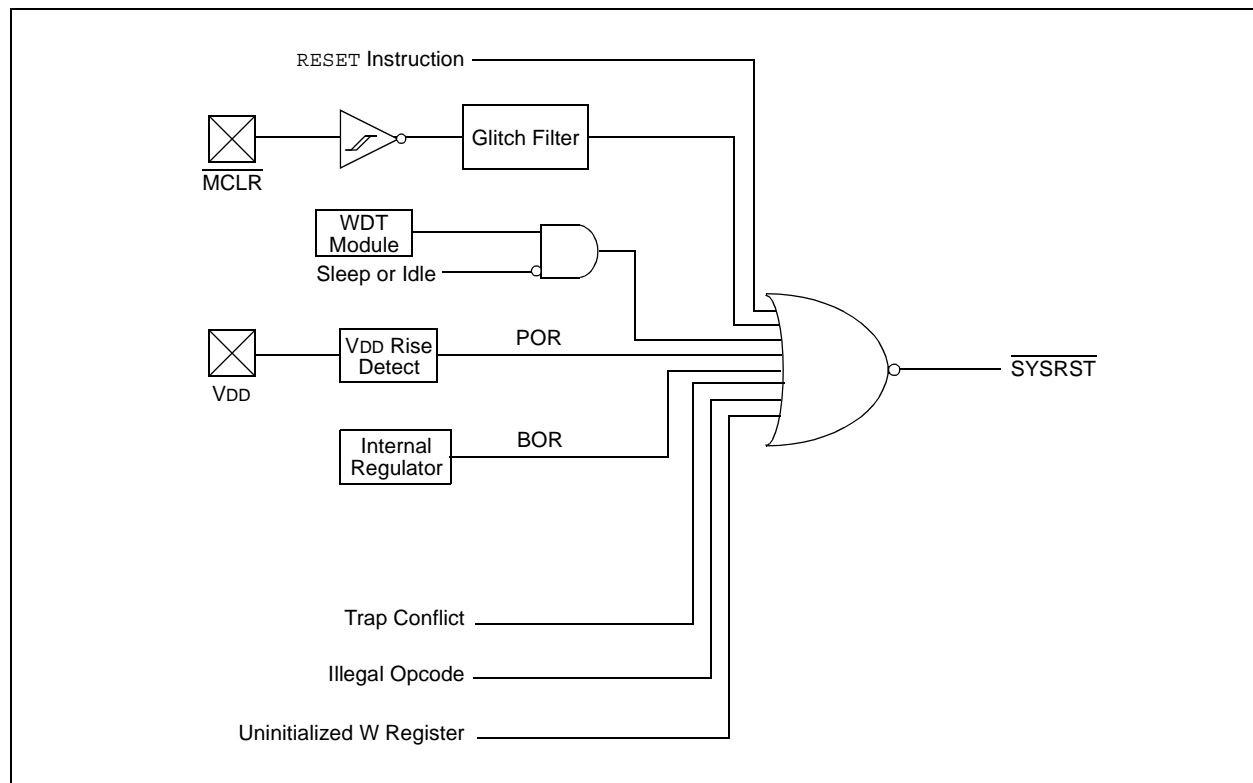 RESET Instruction
Glitch Filter
MCLR
WDT
Module
Sleep or Idle
VDD
VDD Rise
Detect
POR
SYSRST
Internal
Regulator
BOR
Trap Conflict
Illegal Opcode
Uninitialized W Register